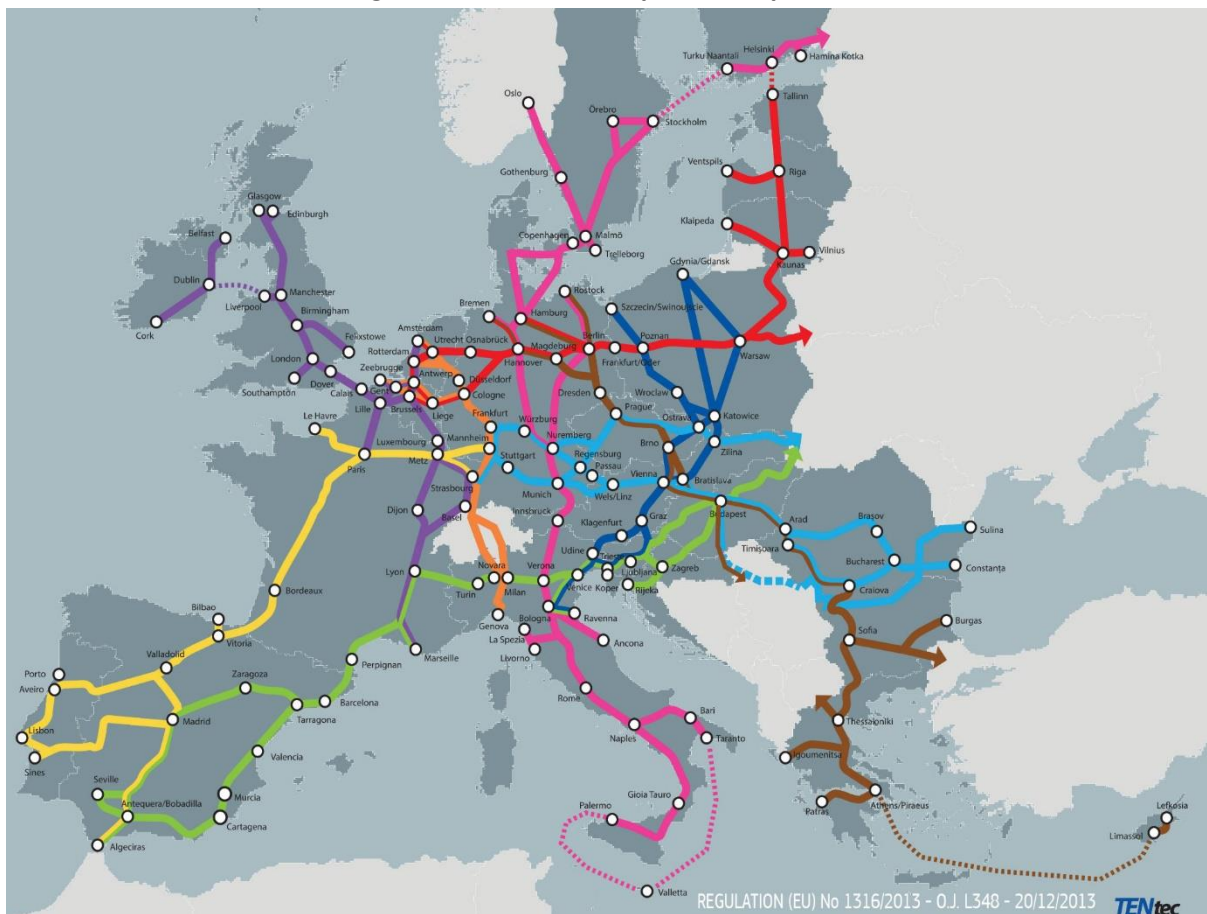 Turku Naantali
Helsinki
Hamina Kotka
Tallinn
Oslo
Örebro
Stockholm
Ventspils
Riga
Gothenburg
Klaipeda
Glasgow
Edinburgh
Belfast
Copenhagen
Malmö
Trelleborg
Kaunas
Vilnius
Gdynia/Gdansk
Dublin
Liverpool
Manchester
Rostock
Szczecin/Swinoujscie
Cork
Birmingham
Felixstowe
Bremen
Hamburg
Amsterdam
Utrecht
Osnabrück
Magdeburg
Berlin
Poznan
Warsaw
London
Rotterdam
Hannover
Frankfurt/Oder
Southampton
Dover
Calais
Zeebrugge
Antwerp
Düsseldorf
Gent
Cologne
Dresden
Wroclaw
Katowice
Lille
Brussels
Liege
Frankfurt
Würzburg
Prague
Ostrava
Le Havre
Luxembourg
Mannheim
Nuremberg
Brno
Zilina
Paris
Metz
Stuttgart
Regensburg
Passau
Vienna
Strasbourg
Munich
Wels/Linz
Bratislava
Dijon
Basel
Innsbruck
Klagenfurt
Graz
Budapest
Arad
Braşov
Sulina
Udine
Trieste
Timişoara
Bucharest
Constanţa
Lyon
Novara
Verona
Ljubljana
Zagreb
Turin
Milan
Venice
Koper
Rijeka
Craiova
Bordeaux
Genova
Bologna
Ravenna
Sofia
Burgas
Bilbao
Vitoria
La Spezia
Ancona
Livorno
Marseille
Valladolid
Perpignan
Porto
Zaragoza
Aveiro
Barcelona
Rome
Madrid
Tarragona
Bari
Thessaloniki
Lisbon
Naples
Taranto
Sines
Valencia
Igoumenitsa
Seville
Murcia
Gioia Tauro
Palermo
Antequera/Bobadilla
Cartagena
Patras
Athens/Piraeus
Lefkosia
Limassol
Algeciras
Valletta
REGULATION (EU) No 1316/2013 - O.J. L348 - 20/12/2013
TENtec